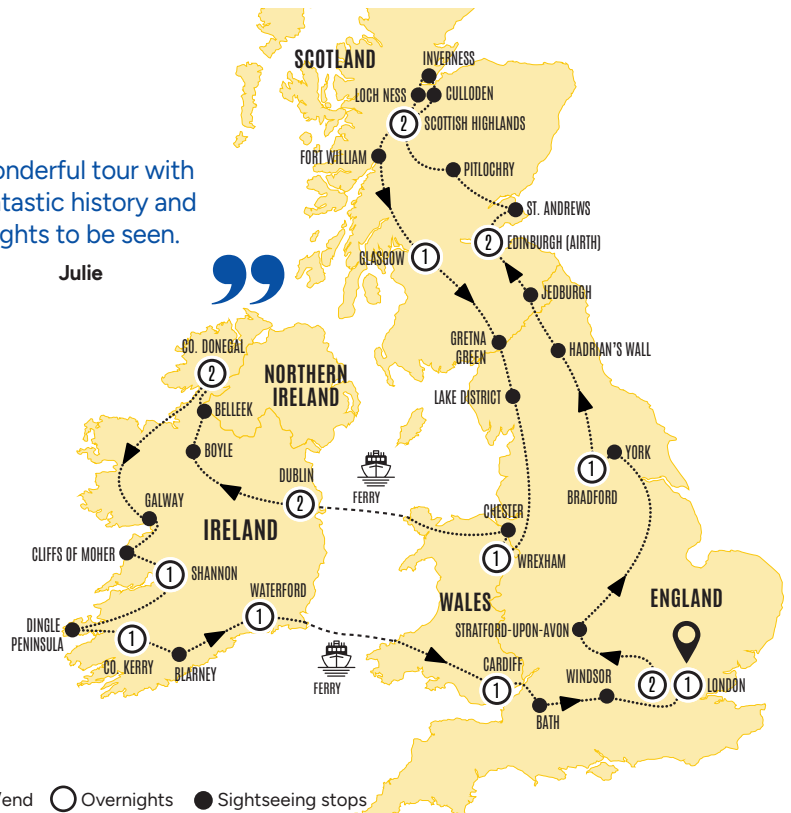 onderful tour with
ntastic history and
ghts to be seen.
Julie
”
SCOTLAND
INVERNESS
LOCH NESS
CULLODEN
2
SCOTTISH HIGHLANDS
FORT WILLIAM
PITLOCHRY
ST. ANDREWS
2
EDINBURGH (AIRTH)
GLASGOW
1
JEDBURGH
GRETNA
GREEN
HADRIAN'S WALL
LAKE DISTRICT
CO. DONEGAL
2
NORTHERN
IRELAND
BELLEEK
BOYLE
DUBLIN
2
FERRY
YORK
1
BRADFORD
GALWAY
IRELAND
CHESTER
CLIFFS OF MOHER
1
SHANNON
1
WREXHAM
WATERFORD
1
WALES
ENGLAND
DINGLE
PENINSULA
1
CO. KERRY
BLARNEY
STRATFORD-UPON-AVON
FERRY
CARDIFF
1
WINDSOR
2
1
LONDON
BATH
/end
Overnights
Sightseeing stops